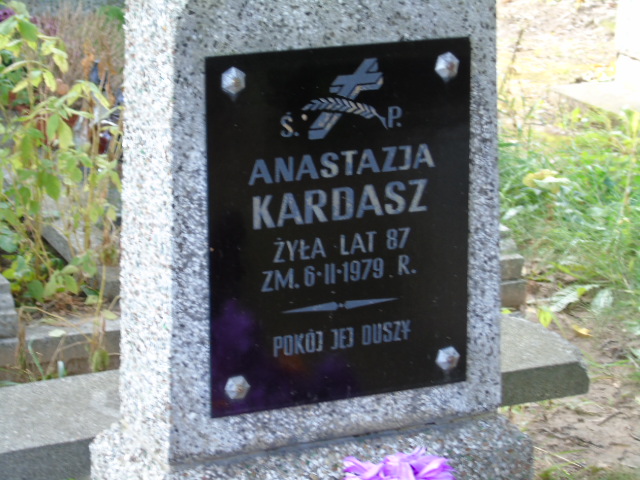 Ś. P.
ANASTAZJA
KARDASZ
ŻYŁA LAT 87
ZM. 6·II·1979 R.
POKÓJ JEJ DUSZY